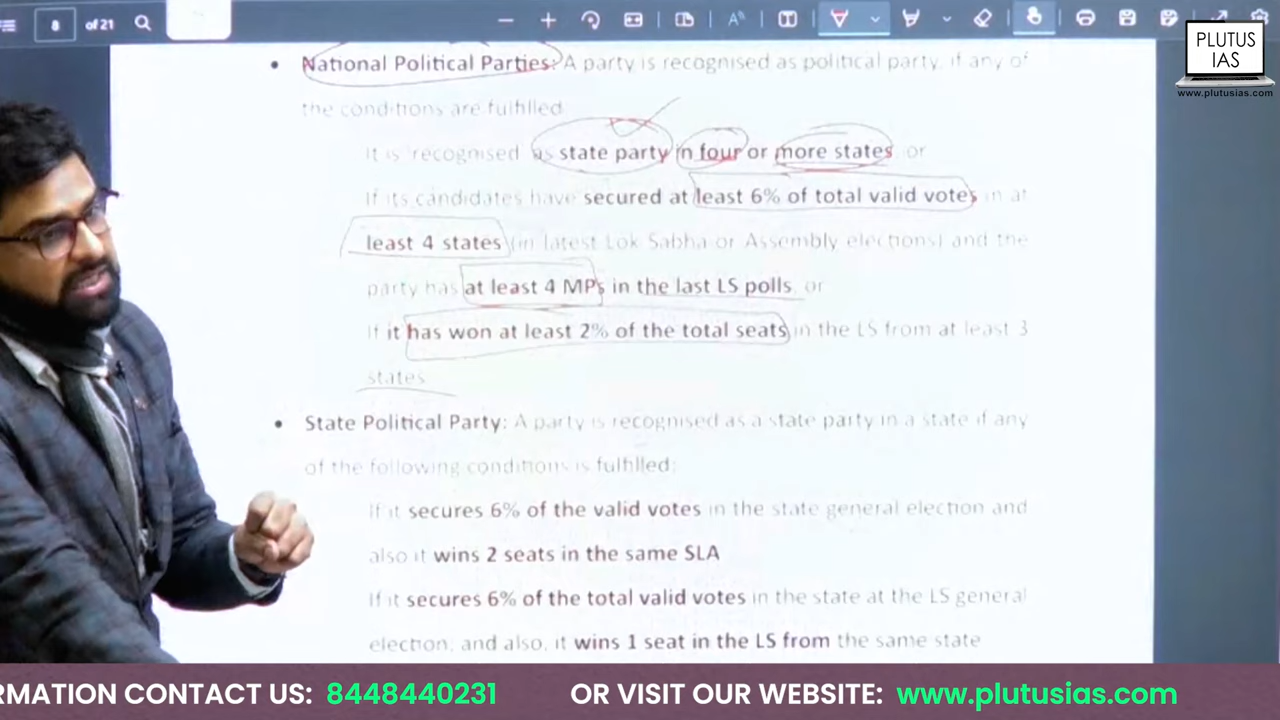 8 of 21
PLUTUS
IAS
www.plutusias.com
• National Political Parties: A party is recognised as political party, if any of
the conditions are fulfilled
It is recognised as state party in four or more states, or
If its candidates have secured at least 6% of total valid votes in at
least 4 states (in latest Lok Sabha or Assembly elections) and the
party has at least 4 MPs in the last LS polls, or
If it has won at least 2% of the total seats in the LS from at least 3
states
• State Political Party: A party is recognised as a state party in a state if any
of the following conditions is fulfilled:
If it secures 6% of the valid votes in the state general election and
also it wins 2 seats in the same SLA
If it secures 6% of the total valid votes in the state at the LS general
election; and also, it wins 1 seat in the LS from the same state
RMATION CONTACT US: 8448440231 OR VISIT OUR WEBSITE: www.plutusias.com